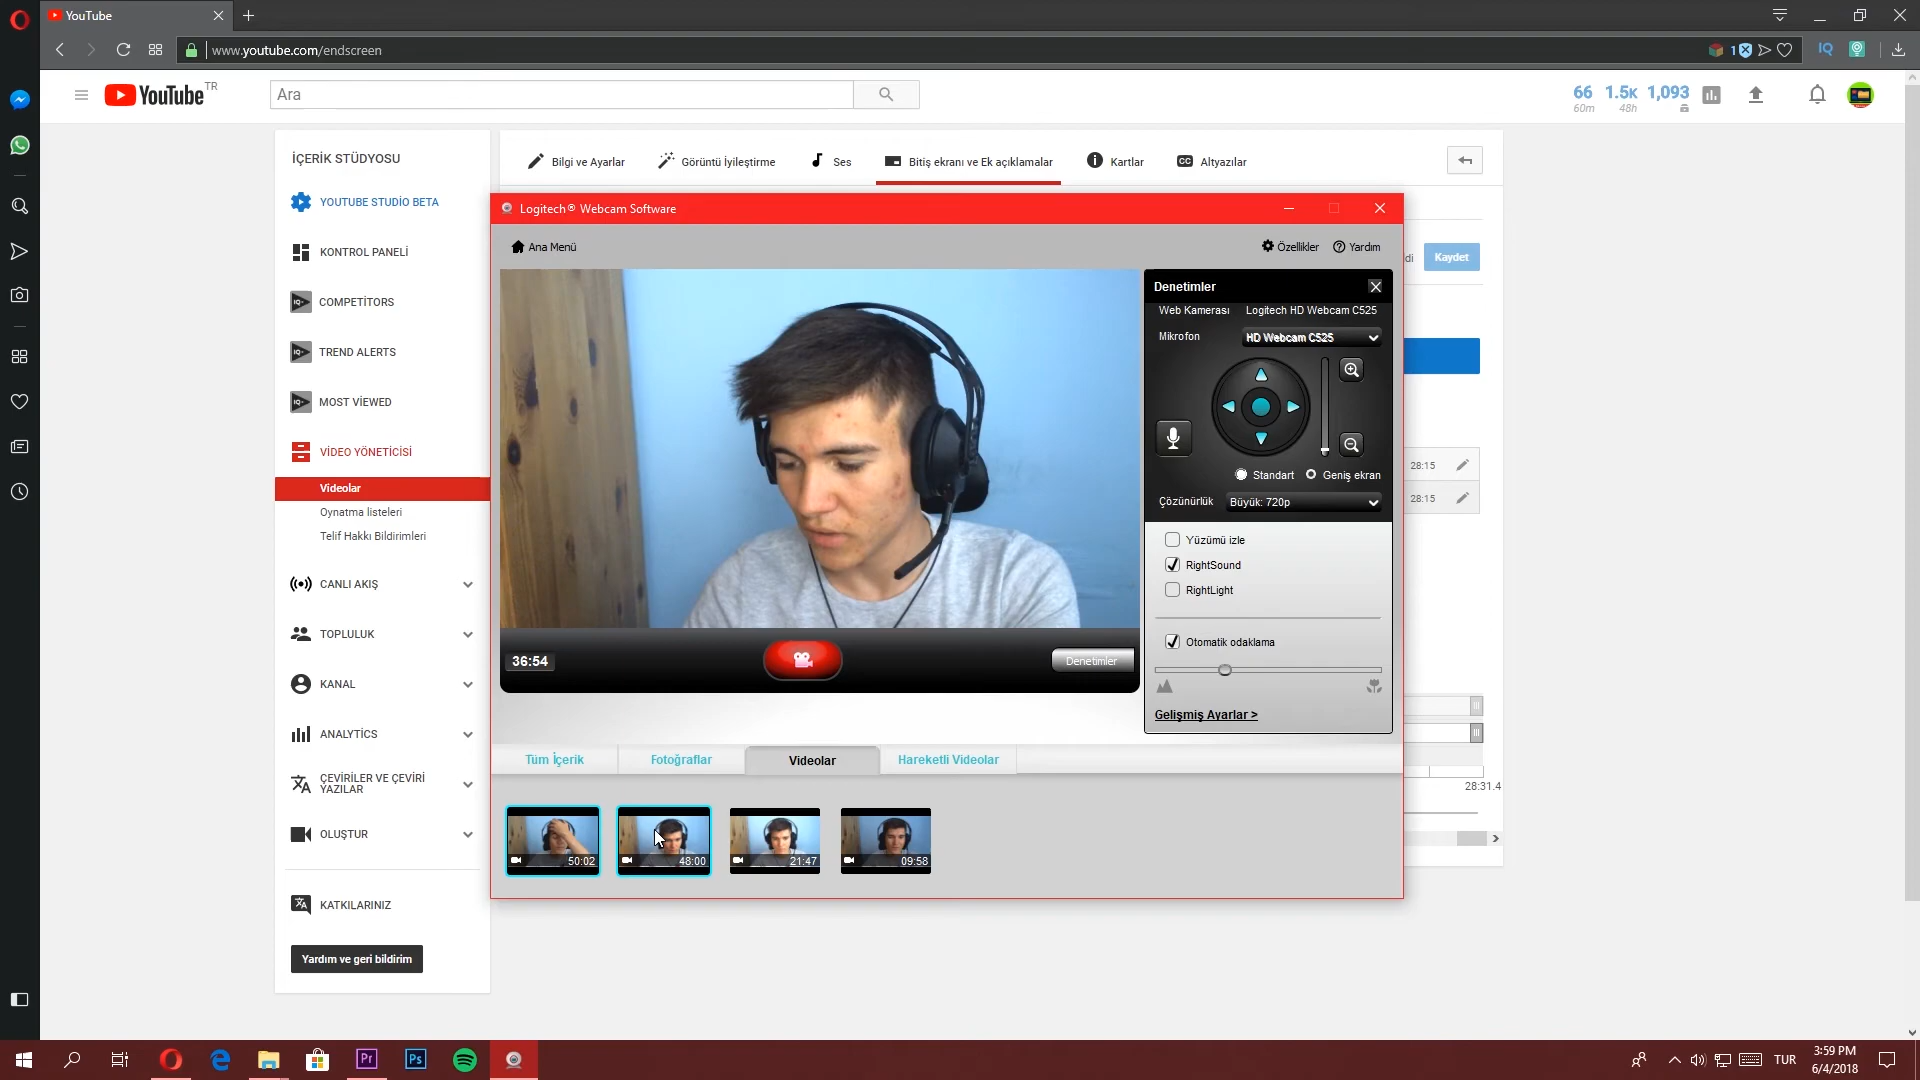 YouTube
www.youtube.com/endscreen
1
IQ
YouTube TR
Ara
66
60m
1.5K
48h
1,093
İÇERİK STÜDYOSU
YOUTUBE STUDİO BETA
KONTROL PANELİ
COMPETİTORS
TREND ALERTS
MOST VİEWED
VİDEO YÖNETİCİSİ
Videolar
Oynatma listeleri
Telif Hakkı Bildirimleri
CANLI AKIŞ
TOPLULUK
KANAL
ANALYTİCS
ÇEVİRİLER VE ÇEVİRİ
YAZILAR
OLUŞTUR
KATKILARINIZ
Yardım ve geri bildirim
Bilgi ve Ayarlar
Görüntü İyileştirme
Ses
Bitiş ekranı ve Ek açıklamalar
Kartlar
CC Altyazılar
di
Kaydet
28:15
28:15
28:31.4
Logitech® Webcam Software
Ana Menü
Özellikler
Yardım
36:54
Denetimler
Denetimler
Web Kamerası Logitech HD Webcam C525
Mikrofon HD Webcam C525
Standart Geniş ekran
Çözünürlük Büyük: 720p
Yüzümü izle
RightSound
RightLight
Otomatik odaklama
Gelişmiş Ayarlar >
Tüm İçerik
Fotoğraflar
Videolar
Hareketli Videolar
50:02
48:00
21:47
09:58
Pr
Ps
TUR
3:59 PM
6/4/2018